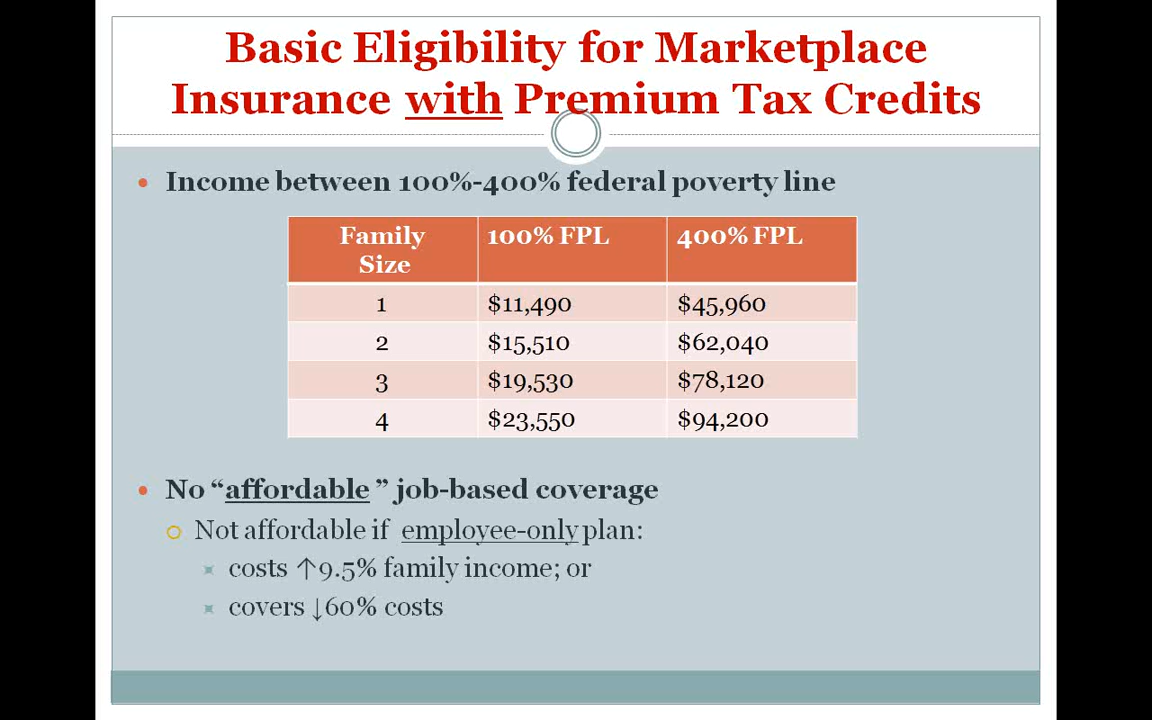 Basic Eligibility for Marketplace
Insurance with Premium Tax Credits
Income between 100%-400% federal poverty line
Family Size 100% FPL 400% FPL
1 $11,490 $45,960
2 $15,510 $62,040
3 $19,530 $78,120
4 $23,550 $94,200
No “affordable ” job-based coverage
Not affordable if employee-only plan:
costs ↑9.5% family income; or
covers ↓60% costs